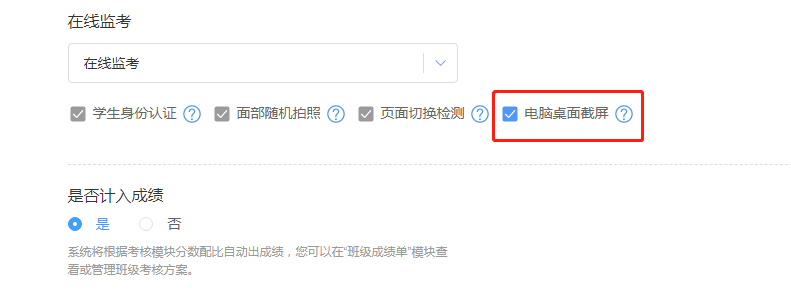 在线监考
在线监考
学生身份认证 ? 面部随机拍照 ? 页面切换检测 ? 电脑桌面截屏 ?
是否计入成绩
是 否
系统将根据考核模块分数配比自动出成绩，您可以在“班级成绩单”模块查
看或管理班级考核方案。